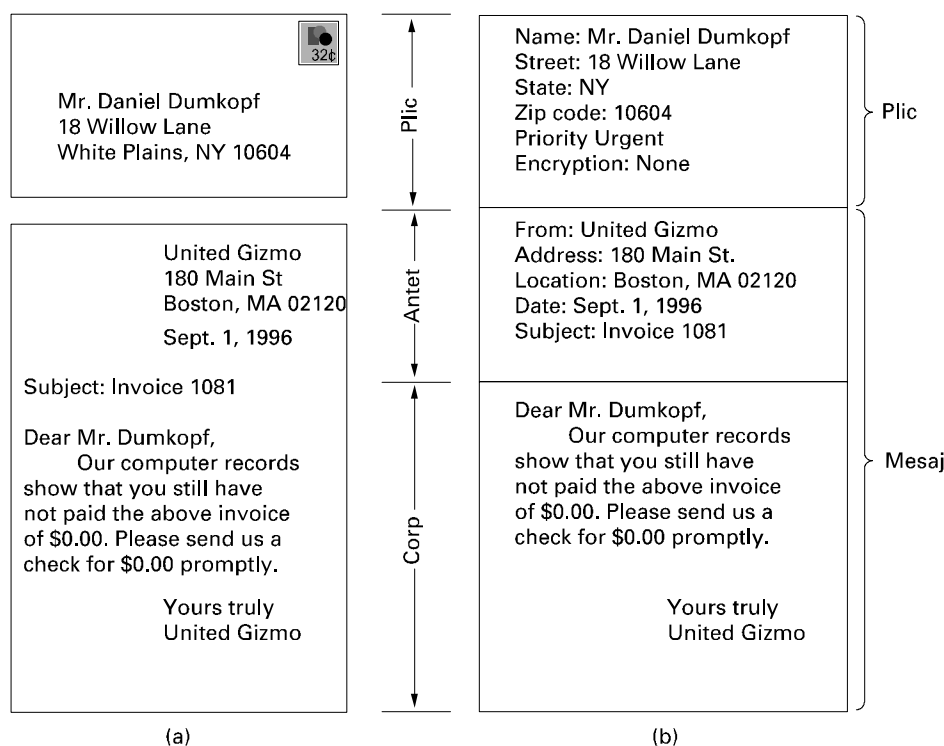 32¢
Mr. Daniel Dumkopf
18 Willow Lane
White Plains, NY 10604
United Gizmo
180 Main St
Boston, MA 02120
Sept. 1, 1996
Subject: Invoice 1081
Dear Mr. Dumkopf,
Our computer records
show that you still have
not paid the above invoice
of $0.00. Please send us a
check for $0.00 promptly.
Yours truly
United Gizmo
(a)
Plic
Antet
Corp
Name: Mr. Daniel Dumkopf
Street: 18 Willow Lane
State: NY
Zip code: 10604
Priority Urgent
Encryption: None
From: United Gizmo
Address: 180 Main St.
Location: Boston, MA 02120
Date: Sept. 1, 1996
Subject: Invoice 1081
Dear Mr. Dumkopf,
Our computer records
show that you still have
not paid the above invoice
of $0.00. Please send us a
check for $0.00 promptly.
Yours truly
United Gizmo
(b)
Plic
Mesaj